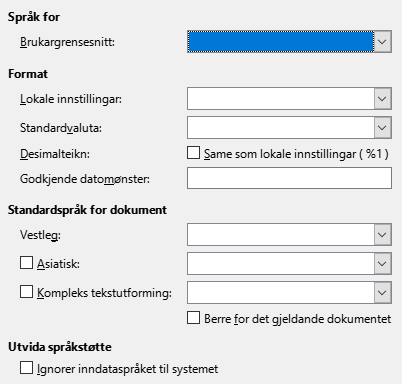 Språk for
Brukargrensesnitt:
Format
Lokale innstillingar:
Standardvaluta:
Desimalteikn:
Same som lokale innstillingar ( %1 )
Godkjende datomønster:
Standardspråk for dokument
Vestleg:
Asiatisk:
Kompleks tekstutforming:
Berre for det gjeldande dokumentet
Utvida språkstøtte
Ignorer inndataspråket til systemet